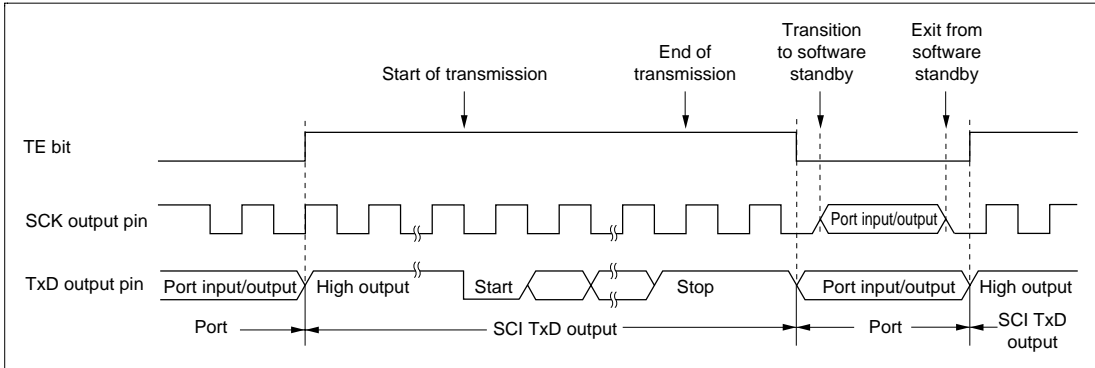 Transition
to software
standby
Exit from
software
standby
End of
transmission
Start of transmission
TE bit
SCK output pin
Port input/output
TxD output pin
Port input/output
High output
Start
Stop
Port input/output
High output
Port
SCI TxD output
Port
SCI TxD
output